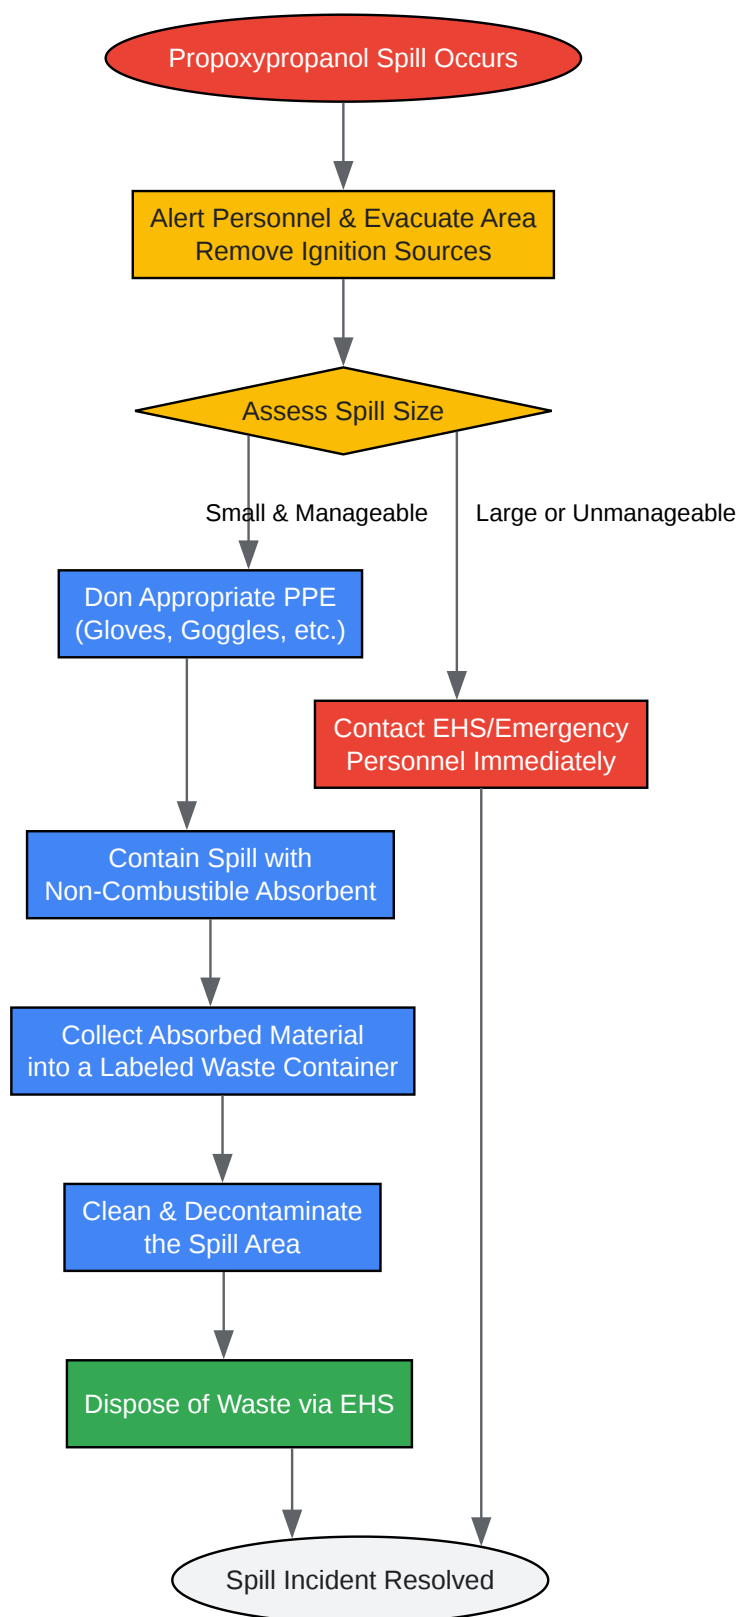 Propoxypropanol Spill Occurs
Alert Personnel & Evacuate Area
Remove Ignition Sources
Assess Spill Size
Small & Manageable
Large or Unmanageable
Don Appropriate PPE
(Gloves, Goggles, etc.)
Contact EHS/Emergency
Personnel Immediately
Contain Spill with
Non-Combustible Absorbent
Collect Absorbed Material
into a Labeled Waste Container
Clean & Decontaminate
the Spill Area
Dispose of Waste via EHS
Spill Incident Resolved